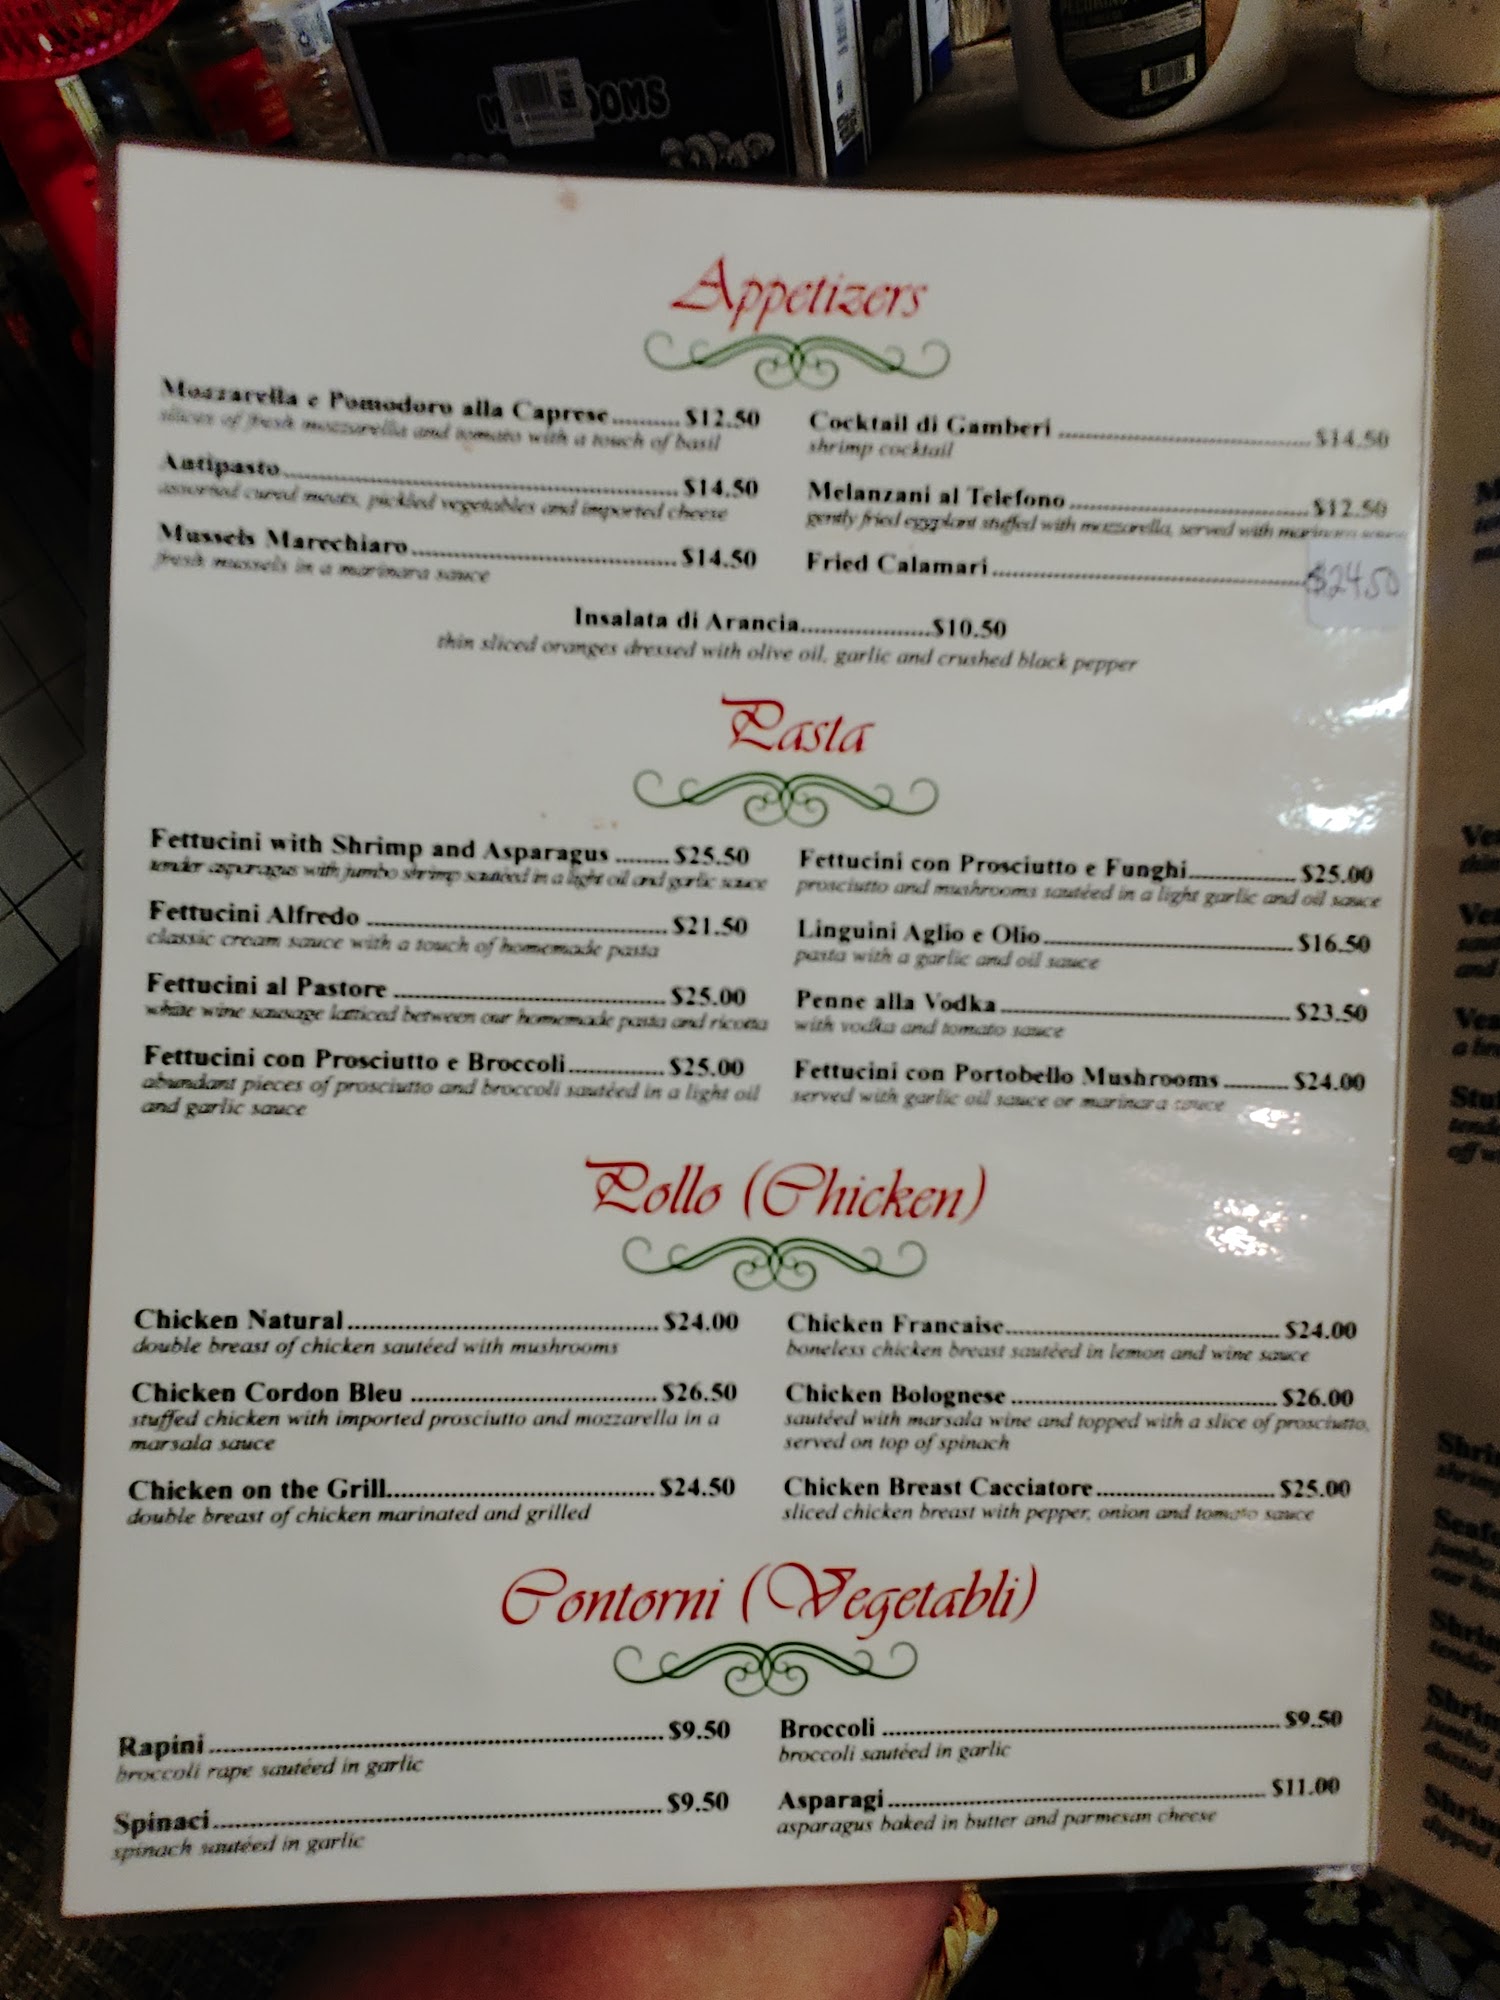 Appetizers
Mozzarella e Pomodoro alla Caprese..........$12.50
slices of fresh mozzarella and tomato with a touch of basil
Antipasto..........$14.50
assorted cured meats, pickled vegetables and imported cheese
Mussels Marechiaro..........$14.50
fresh mussels in a marinara sauce
Cocktail di Gamberi..........$14.50
shrimp cocktail
Melanzani al Telefono..........$12.50
gently fried eggplant stuffed with mozzarella, served with marinara sauce
Fried Calamari..........$24.50
Insalata di Arancia..........$10.50
thin sliced oranges dressed with olive oil, garlic and crushed black pepper
Pasta
Fettucini with Shrimp and Asparagus..........$25.50
tender asparagus with jumbo shrimp sautéed in a light oil and garlic sauce
Fettucini Alfredo..........$21.50
classic cream sauce with a touch of homemade pasta
Fettucini al Pastore..........$25.00
white wine sausage latticed between our homemade pasta and ricotta
Fettucini con Prosciutto e Broccoli..........$25.00
abundant pieces of prosciutto and broccoli sautéed in a light oil
and garlic sauce
Fettucini con Prosciutto e Funghi..........$25.00
prosciutto and mushrooms sautéed in a light garlic and oil sauce
Linguini Aglio e Olio..........$16.50
pasta with a garlic and oil sauce
Penne alla Vodka..........$23.50
with vodka and tomato sauce
Fettucini con Portobello Mushrooms..........$24.00
served with garlic oil sauce or marinara sauce
Pollo (Chicken)
Chicken Natural..........$24.00
double breast of chicken sautéed with mushrooms
Chicken Cordon Bleu..........$26.50
stuffed chicken with imported prosciutto and mozzarella in a
marsala sauce
Chicken on the Grill..........$24.50
double breast of chicken marinated and grilled
Chicken Francaise..........$24.00
boneless chicken breast sautéed in lemon and wine sauce
Chicken Bolognese..........$26.00
sautéed with marsala wine and topped with a slice of prosciutto,
served on top of spinach
Chicken Breast Cacciatore..........$25.00
sliced chicken breast with pepper, onion and tomato sauce
Contorni (Vegetabli)
Rapini..........$9.50
broccoli rape sautéed in garlic
Spinaci..........$9.50
spinach sautéed in garlic
Broccoli..........$9.50
broccoli sautéed in garlic
Asparagi..........$11.00
asparagus baked in butter and parmesan cheese